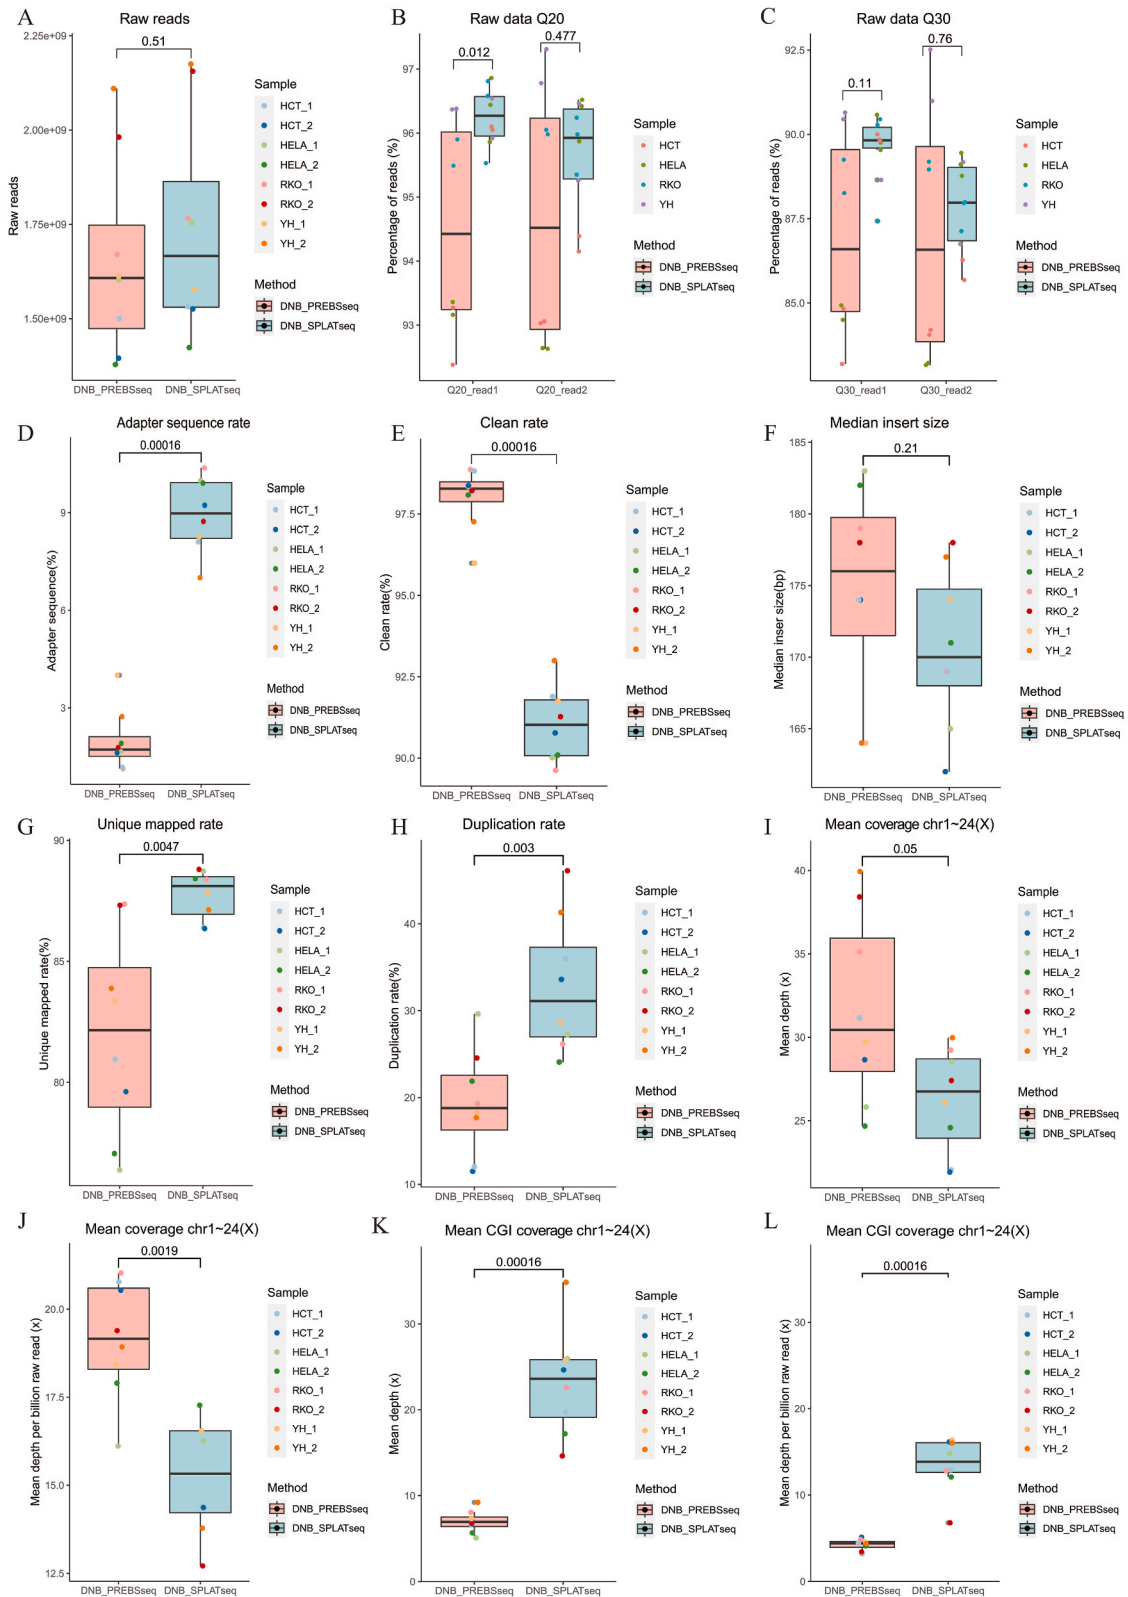 A
Raw reads
2.25e+09
2.00e+09
1.75e+09
1.50e+09
Raw reads
0.51
DNB_PREBSseq
DNB_SPLATseq
Sample
HCT_1
HCT_2
HELA_1
HELA_2
RKO_1
RKO_2
YH_1
YH_2
Method
DNB_PREBSseq
DNB_SPLATseq
B
Raw data Q20
97
96
95
94
93
Percentage of reads (%)
0.012
0.477
Q20_read1
Q20_read2
Sample
HCT
HELA
RKO
YH
Method
DNB_PREBSseq
DNB_SPLATseq
C
Raw data Q30
92.5
90.0
87.5
85.0
Percentage of reads (%)
0.11
0.76
Q30_read1
Q30_read2
Sample
HCT
HELA
RKO
YH
Method
DNB_PREBSseq
DNB_SPLATseq
D
Adapter sequence rate
9
6
3
Adapter sequence(%)
0.00016
DNB_PREBSseq
DNB_SPLATseq
Sample
HCT_1
HCT_2
HELA_1
HELA_2
RKO_1
RKO_2
YH_1
YH_2
Method
DNB_PREBSseq
DNB_SPLATseq
E
Clean rate
97.5
95.0
92.5
90.0
Clean rate(%)
0.00016
DNB_PREBSseq
DNB_SPLATseq
Sample
HCT_1
HCT_2
HELA_1
HELA_2
RKO_1
RKO_2
YH_1
YH_2
Method
DNB_PREBSseq
DNB_SPLATseq
F
Median insert size
185
180
175
170
165
Median inser size(bp)
0.21
DNB_PREBSseq
DNB_SPLATseq
Sample
HCT_1
HCT_2
HELA_1
HELA_2
RKO_1
RKO_2
YH_1
YH_2
Method
DNB_PREBSseq
DNB_SPLATseq
G
Unique mapped rate
90
85
80
Unique mapped rate(%)
0.0047
DNB_PREBSseq
DNB_SPLATseq
Sample
HCT_1
HCT_2
HELA_1
HELA_2
RKO_1
RKO_2
YH_1
YH_2
Method
DNB_PREBSseq
DNB_SPLATseq
H
Duplication rate
40
30
20
10
Duplication rate(%)
0.003
DNB_PREBSseq
DNB_SPLATseq
Sample
HCT_1
HCT_2
HELA_1
HELA_2
RKO_1
RKO_2
YH_1
YH_2
Method
DNB_PREBSseq
DNB_SPLATseq
I
Mean coverage chr1~24(X)
40
35
30
25
Mean depth (x)
0.05
DNB_PREBSseq
DNB_SPLATseq
Sample
HCT_1
HCT_2
HELA_1
HELA_2
RKO_1
RKO_2
YH_1
YH_2
Method
DNB_PREBSseq
DNB_SPLATseq
J
Mean coverage chr1~24(X)
20.0
17.5
15.0
12.5
Mean depth per billion raw read (x)
0.0019
DNB_PREBSseq
DNB_SPLATseq
Sample
HCT_1
HCT_2
HELA_1
HELA_2
RKO_1
RKO_2
YH_1
YH_2
Method
DNB_PREBSseq
DNB_SPLATseq
K
Mean CGI coverage chr1~24(X)
30
20
10
0
Mean depth (x)
0.00016
DNB_PREBSseq
DNB_SPLATseq
Sample
HCT_1
HCT_2
HELA_1
HELA_2
RKO_1
RKO_2
YH_1
YH_2
Method
DNB_PREBSseq
DNB_SPLATseq
L
Mean CGI coverage chr1~24(X)
30
20
10
0
Mean depth per billion raw read (x)
0.00016
DNB_PREBSseq
DNB_SPLATseq
Sample
HCT_1
HCT_2
HELA_1
HELA_2
RKO_1
RKO_2
YH_1
YH_2
Method
DNB_PREBSseq
DNB_SPLATseq